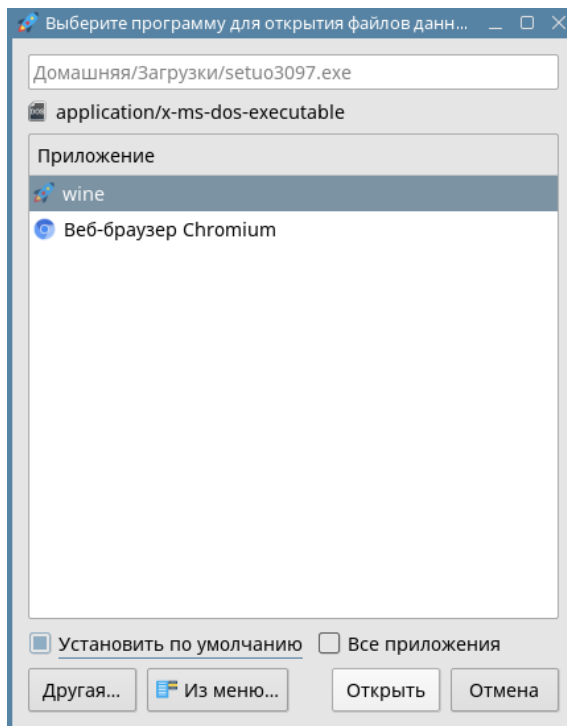 Выберите программу для открытия файлов данн...
Домашняя/Загрузки/setuo3097.exe
application/x-ms-dos-executable
Приложение
wine
Веб-браузер Chromium
Установить по умолчанию Все приложения
Другая... Из меню... Открыть Отмена